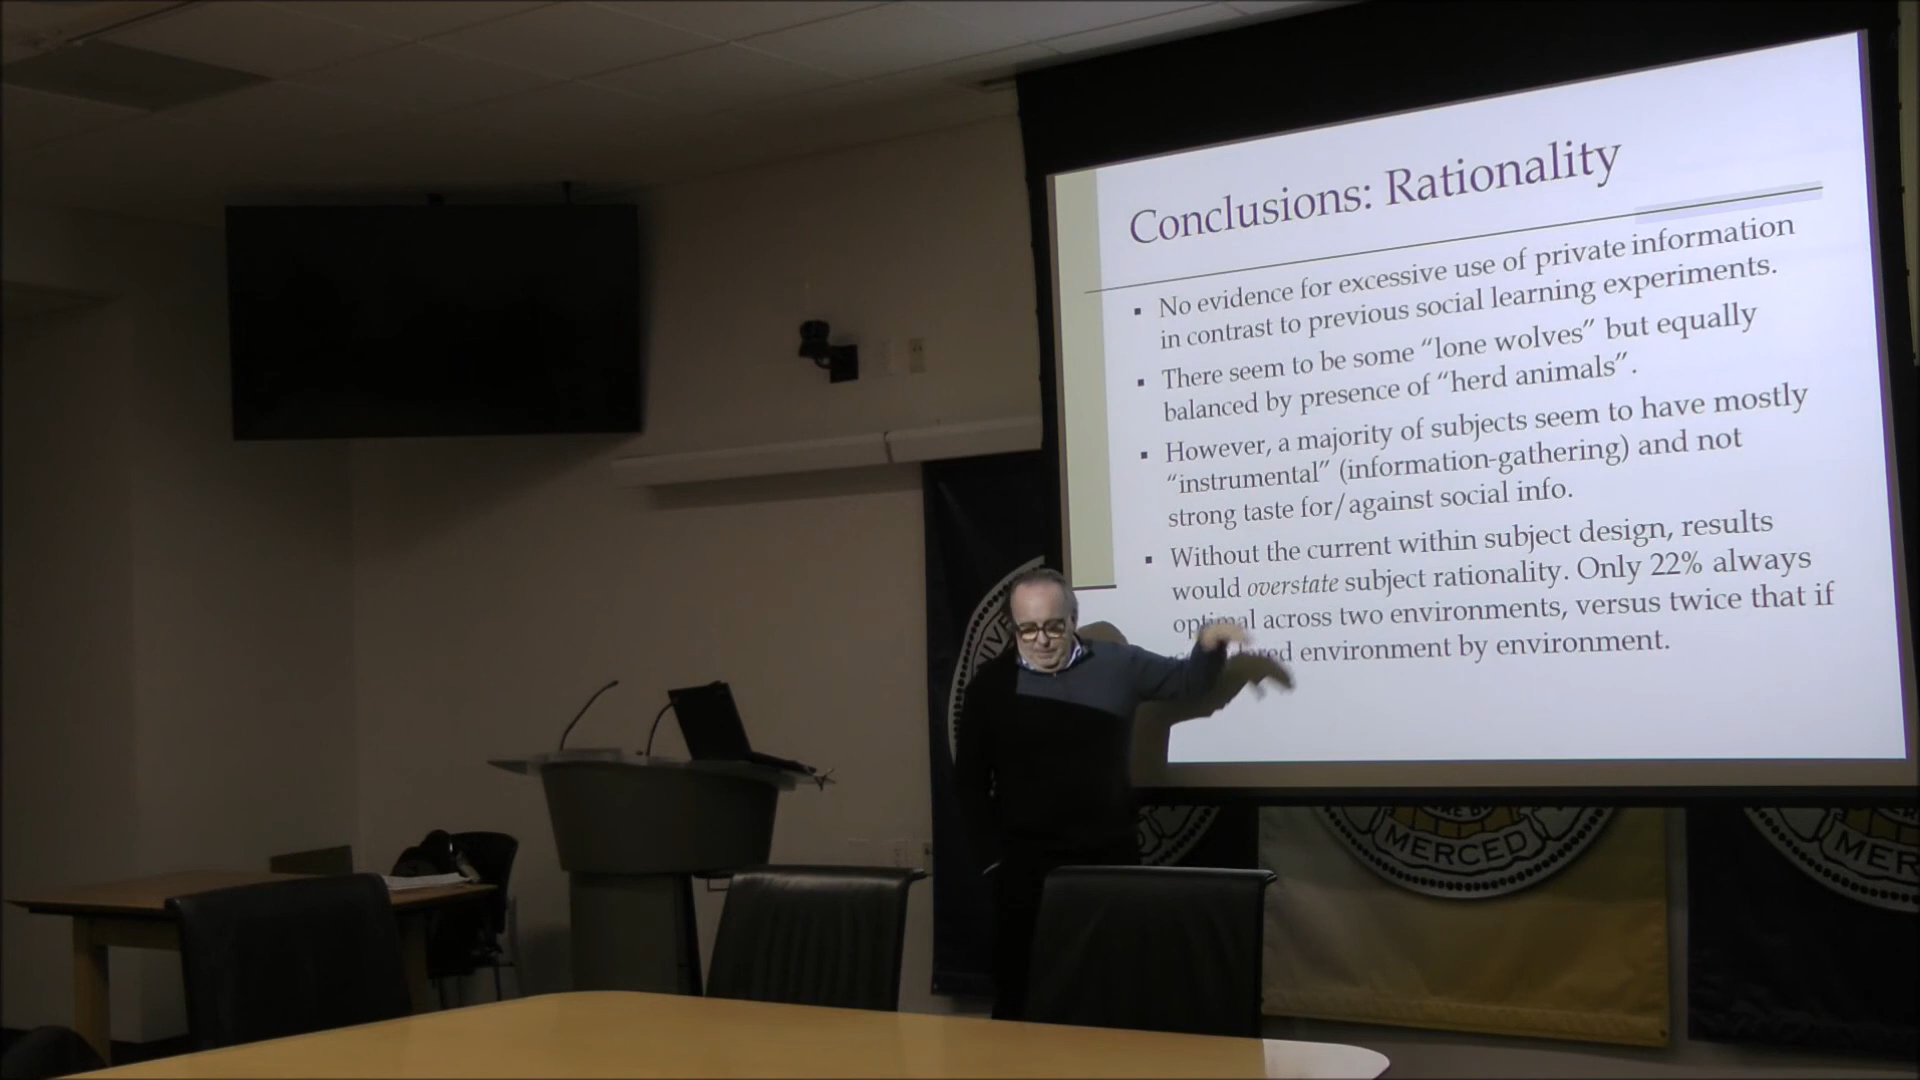 Conclusions: Rationality
▪ No evidence for excessive use of private information
in contrast to previous social learning experiments.
▪ There seem to be some “lone wolves” but equally
balanced by presence of “herd animals”.
▪ However, a majority of subjects seem to have mostly
“instrumental” (information-gathering) and not
strong taste for/against social info.
▪ Without the current within subject design, results
would overstate subject rationality. Only 22% always
optimal across two environments, versus twice that if
environment by environment.
MERCED